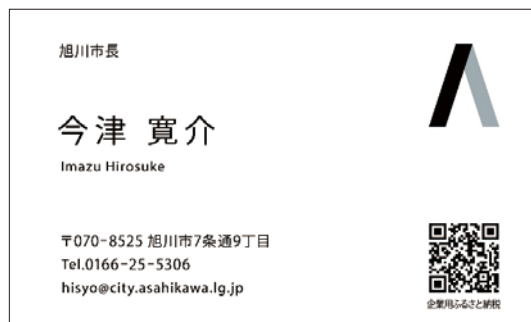 旭川市長
今津 寛介
Imazu Hirosuke
〒070-8525 旭川市7条通9丁目
Tel.0166-25-5306
hisyo@city.asahikawa.lg.jp
企業用ふるさと納税